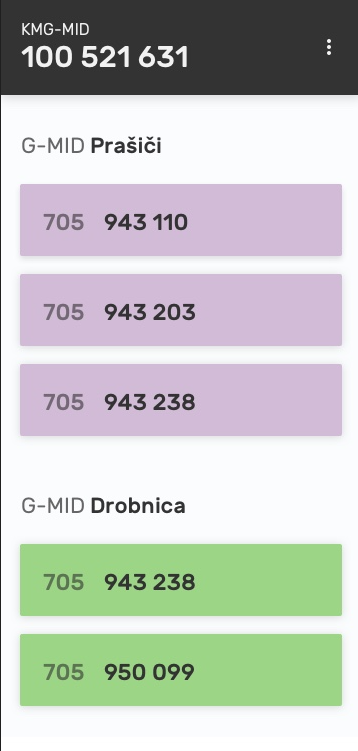 KMG-MID
100 521 631
G-MID Prašiči
705 943 110
705 943 203
705 943 238
G-MID Drobnica
705 943 238
705 950 099